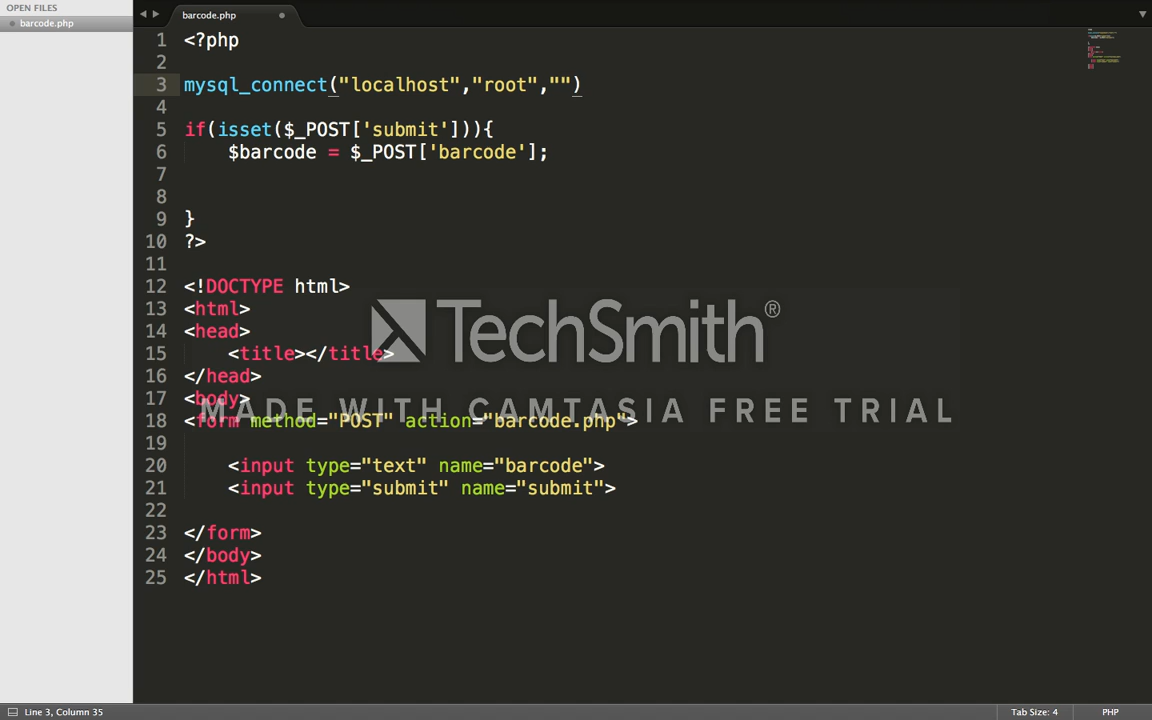 OPEN FILES
barcode.php
barcode.php
1 <?php
2
3 mysql_connect("localhost","root","")
4
5 if(isset($_POST['submit'])){
6     $barcode = $_POST['barcode'];
7
8
9 }
10 ?>
11
12 <!DOCTYPE html>
13 <html>
14 <head>
15     <title></title>
16 </head>
17 <body>
18 <form method="POST" action="barcode.php">
19
20     <input type="text" name="barcode">
21     <input type="submit" name="submit">
22
23 </form>
24 </body>
25 </html>
TechSmith®
MADE WITH CAMTASIA FREE TRIAL
Line 3, Column 35
Tab Size: 4
PHP